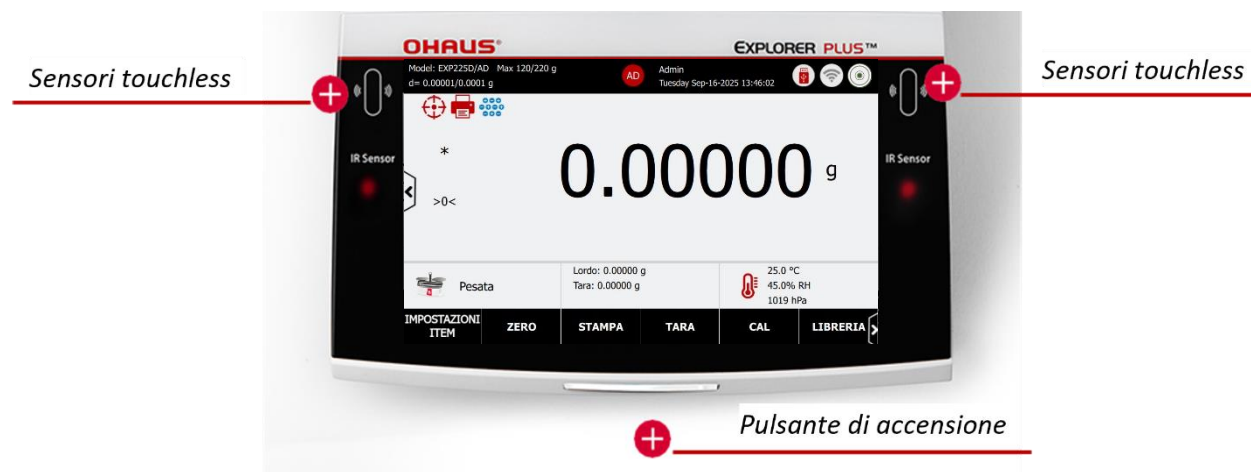 OHAUS®
EXPLORER PLUS™
Sensori touchless
Model: EXP225D/AD Max 120/220 g
d= 0.00001/0.0001 g
AD
Admin
Tuesday Sep-16-2025 13:46:02
Sensori touchless
IR Sensor
*
>0<
0.00000 g
IR Sensor
Pesata
Lordo: 0.00000 g
Tara: 0.00000 g
25.0 °C
45.0% RH
1019 hPa
IMPOSTAZIONI
ITEM
ZERO
STAMPA
TARA
CAL
LIBRERIA
Pulsante di accensione